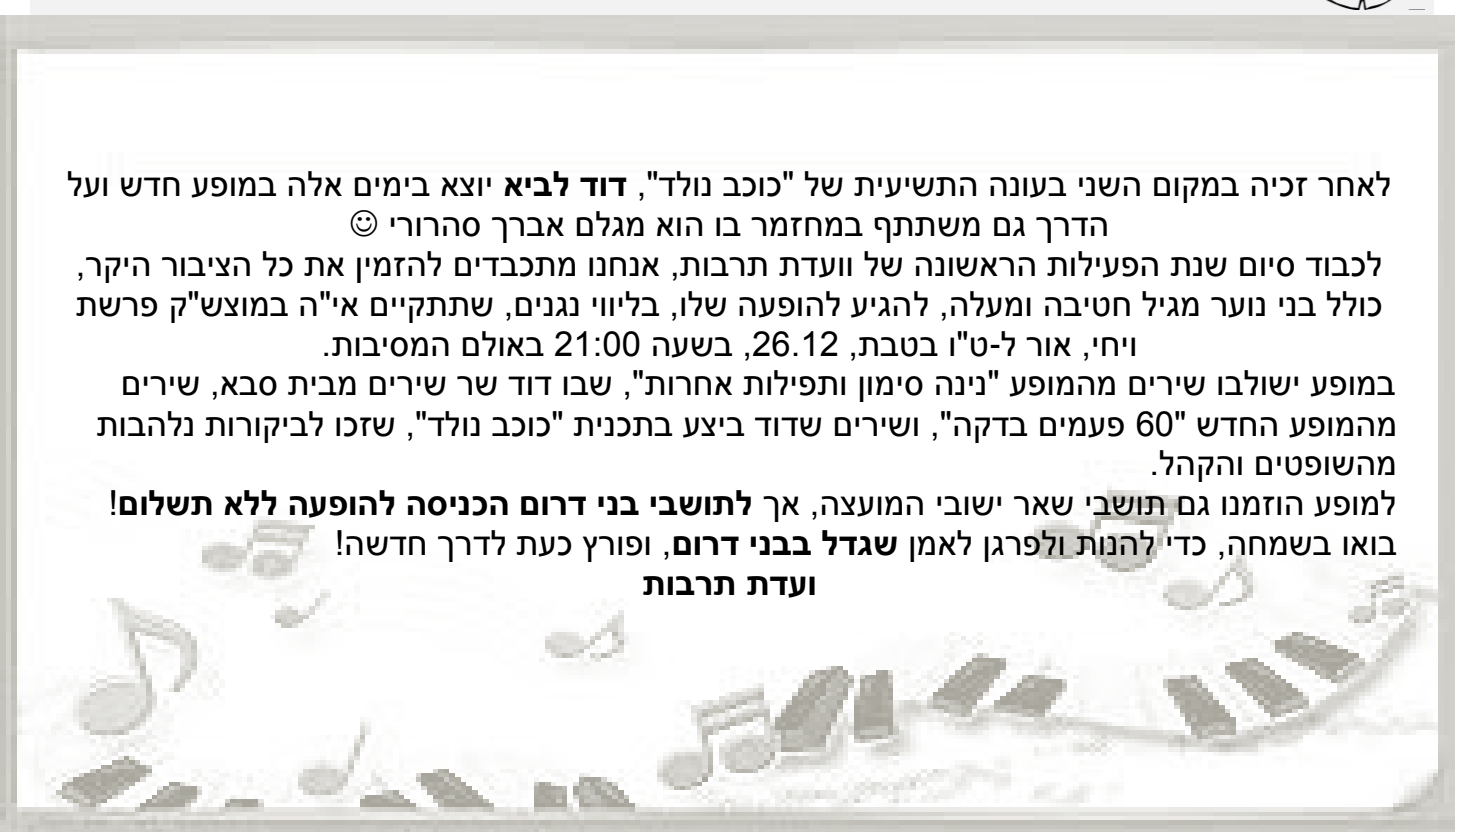 לאחר זכיה במקום השני בעונה התשיעית של "כוכב נולד", דוד לביא יוצא בימים אלה במופע חדש ועל
הדרך גם משתתף במחזמר בו הוא מגלם אברך סהרורי ☺
לכבוד סיום שנת הפעילות הראשונה של וועדת תרבות, אנחנו מתכבדים להזמין את כל הציבור היקר,
כולל בני נוער מגיל חטיבה ומעלה, להגיע להופעה שלו, בליווי נגנים, שתתקיים אי"ה במוצש"ק פרשת
ויחי, אור ל-ט"ו בטבת, 26.12, בשעה 21:00 באולם המסיבות.
במופע ישולבו שירים מהמופע "נינה סימון ותפילות אחרות", שבו דוד שר שירים מבית סבא, שירים
מהמופע החדש "60 פעמים בדקה", ושירים שדוד ביצע בתכנית "כוכב נולד", שזכו לביקורות נלהבות
מהשופטים והקהל.
למופע הוזמנו גם תושבי שאר ישובי המועצה, אך לתושבי בני דרום הכניסה להופעה ללא תשלום!
בואו בשמחה, כדי להנות ולפרגן לאמן שגדל בבני דרום, ופורץ כעת לדרך חדשה!
ועדת תרבות